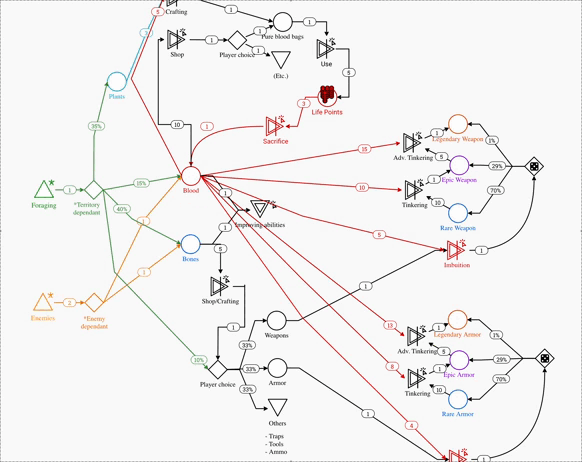 Crafting
5
1
1
Shop
1
Player choice
1
Pure blood bags
1
1
(Etc.)
Use
5
Plants
3
Life Points
35%
10
1
Sacrifice
Foraging
1
*Territory
dependant
15%
Blood
40%
1
1
Improving abilities
1
Bones
5
1
Enemies
2
*Enemy
dependant
Shop/Crafting
1
10%
Player choice
33%
Weapons
33%
Armor
33%
Others
- Traps
- Tools
- Ammo
15
Adv. Tinkering
1
Legendary Weapon
1%
5
Epic Weapon
29%
10
Tinkering
1
70%
10
Rare Weapon
5
Imbuition
1
1
13
Adv. Tinkering
1
Legendary Armor
1%
5
Epic Armor
29%
8
Tinkering
1
70%
10
Rare Armor
1
4
1